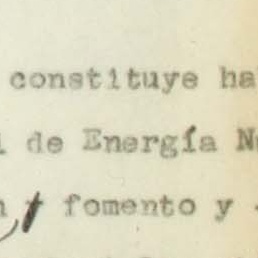 constituye ha
de Energía N
fomento y